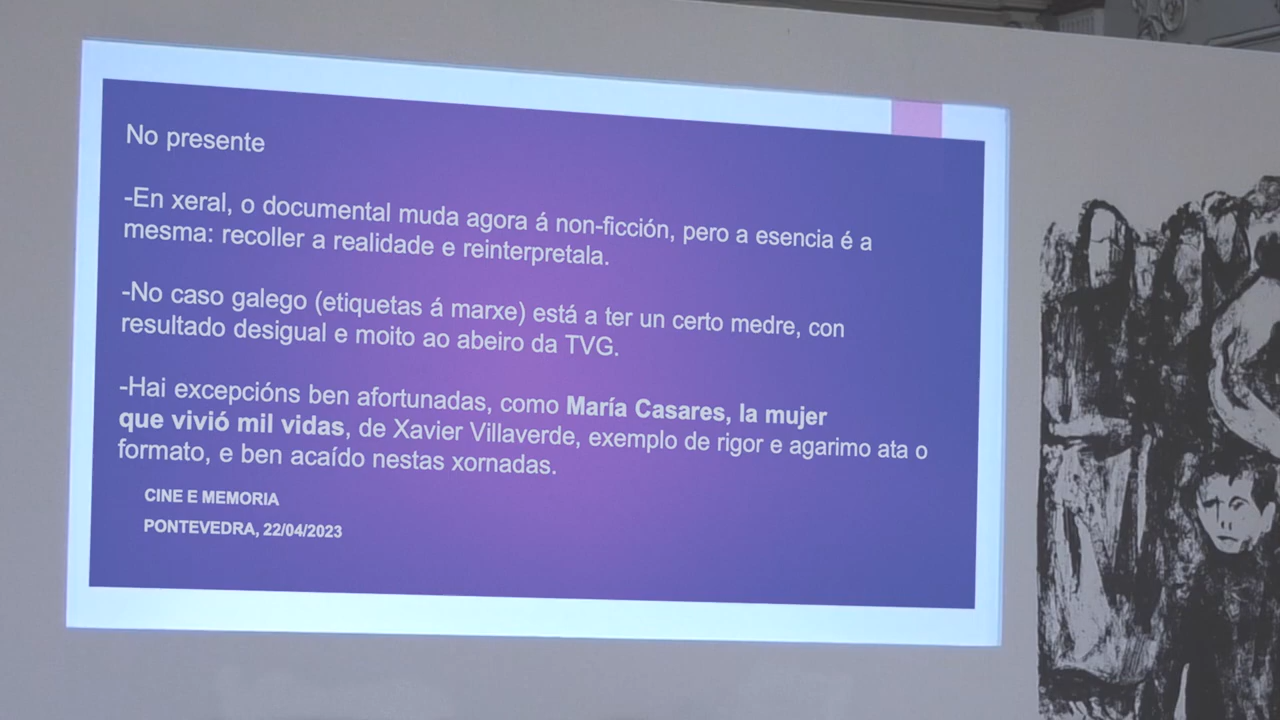 No presente
-En xeral, o documental muda agora á non-ficción, pero a esencia é a
mesma: recoller a realidade e reinterpretala.
-No caso galego (etiquetas á marxe) está a ter un certo medre, con
resultado desigual e moito ao abeiro da TVG.
-Hai excepcións ben afortunadas, como María Casares, la mujer
que vivió mil vidas, de Xavier Villaverde, exemplo de rigor e agarimo ata o
formato, e ben acaído nestas xornadas.
CINE E MEMORIA
PONTEVEDRA, 22/04/2023